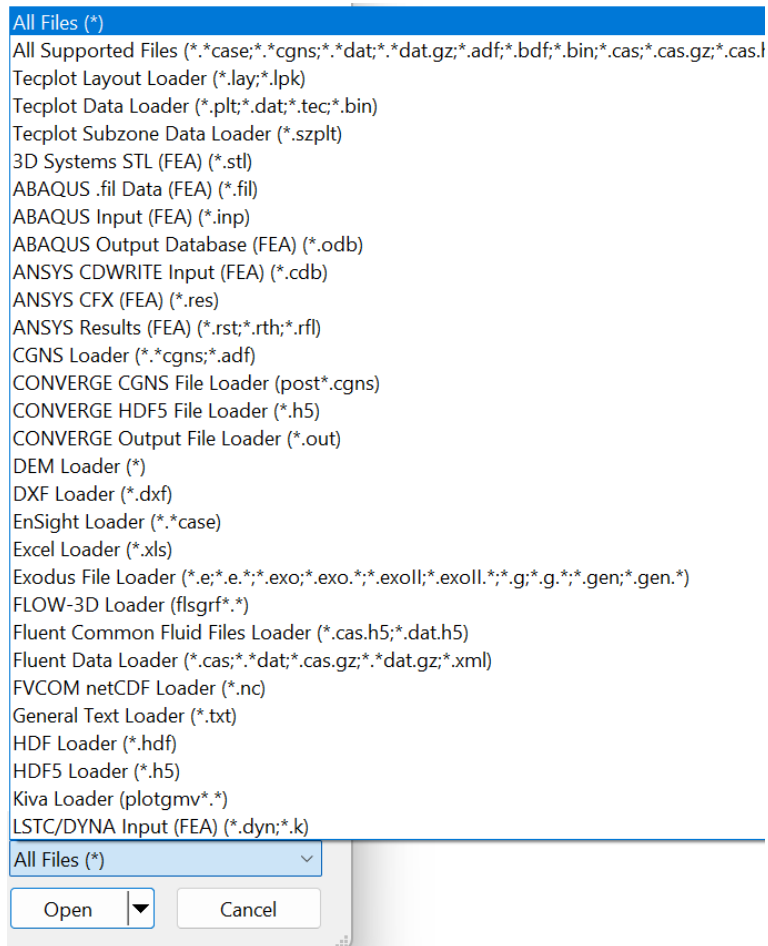 All Files (*)
All Supported Files (*.*case;*.*cgns;*.*dat;*.*dat.gz;*.adf;*.bdf;*.bin;*.cas;*.cas.gz;*.cas.h
Tecplot Layout Loader (*.lay;*.lpk)
Tecplot Data Loader (*.plt;*.dat;*.tec;*.bin)
Tecplot Subzone Data Loader (*.szplt)
3D Systems STL (FEA) (*.stl)
ABAQUS .fil Data (FEA) (*.fil)
ABAQUS Input (FEA) (*.inp)
ABAQUS Output Database (FEA) (*.odb)
ANSYS CDWRITE Input (FEA) (*.cdb)
ANSYS CFX (FEA) (*.res)
ANSYS Results (FEA) (*.rst;*.rth;*.rfl)
CGNS Loader (*.*cgns;*.adf)
CONVERGE CGNS File Loader (post*.cgns)
CONVERGE HDF5 File Loader (*.h5)
CONVERGE Output File Loader (*.out)
DEM Loader (*)
DXF Loader (*.dxf)
EnSight Loader (*.*case)
Excel Loader (*.xls)
Exodus File Loader (*.e;*.e.*;*.exo;*.exo.*;*.exoII;*.exoII.*;*.g;*.g.*;*.gen;*.gen.*)
FLOW-3D Loader (flsgrf*.*)
Fluent Common Fluid Files Loader (*.cas.h5;*.dat.h5)
Fluent Data Loader (*.cas;*.*dat;*.cas.gz;*.*dat.gz;*.xml)
FVCOM netCDF Loader (*.nc)
General Text Loader (*.txt)
HDF Loader (*.hdf)
HDF5 Loader (*.h5)
Kiva Loader (plotgmv*.*)
LSTC/DYNA Input (FEA) (*.dyn;*.k)
All Files (*)
Open Cancel